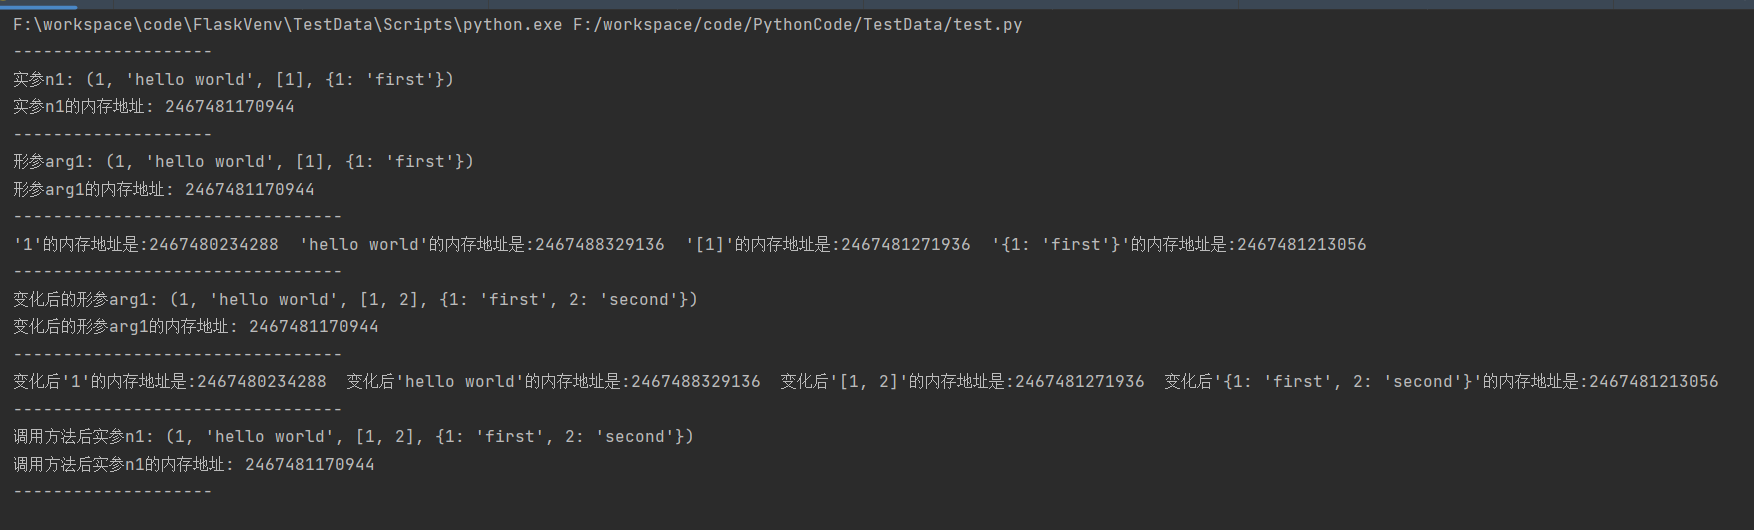 F:\workspace\code\FlaskVenv\TestData\Scripts\python.exe F:/workspace/code/PythonCode/TestData/test.py
--------------------
实参n1: (1, 'hello world', [1], {1: 'first'})
实参n1的内存地址: 2467481170944
--------------------
形参arg1: (1, 'hello world', [1], {1: 'first'})
形参arg1的内存地址: 2467481170944
---------------------------------
'1'的内存地址是:2467480234288  'hello world'的内存地址是:2467488329136  '[1]'的内存地址是:2467481271936  '{1: 'first'}'的内存地址是:2467481213056
---------------------------------
变化后的形参arg1: (1, 'hello world', [1, 2], {1: 'first', 2: 'second'})
变化后的形参arg1的内存地址: 2467481170944
---------------------------------
变化后'1'的内存地址是:2467480234288  变化后'hello world'的内存地址是:2467488329136  变化后'[1, 2]'的内存地址是:2467481271936  变化后'{1: 'first', 2: 'second'}'的内存地址是:2467481213056
---------------------------------
调用方法后实参n1: (1, 'hello world', [1, 2], {1: 'first', 2: 'second'})
调用方法后实参n1的内存地址: 2467481170944
--------------------